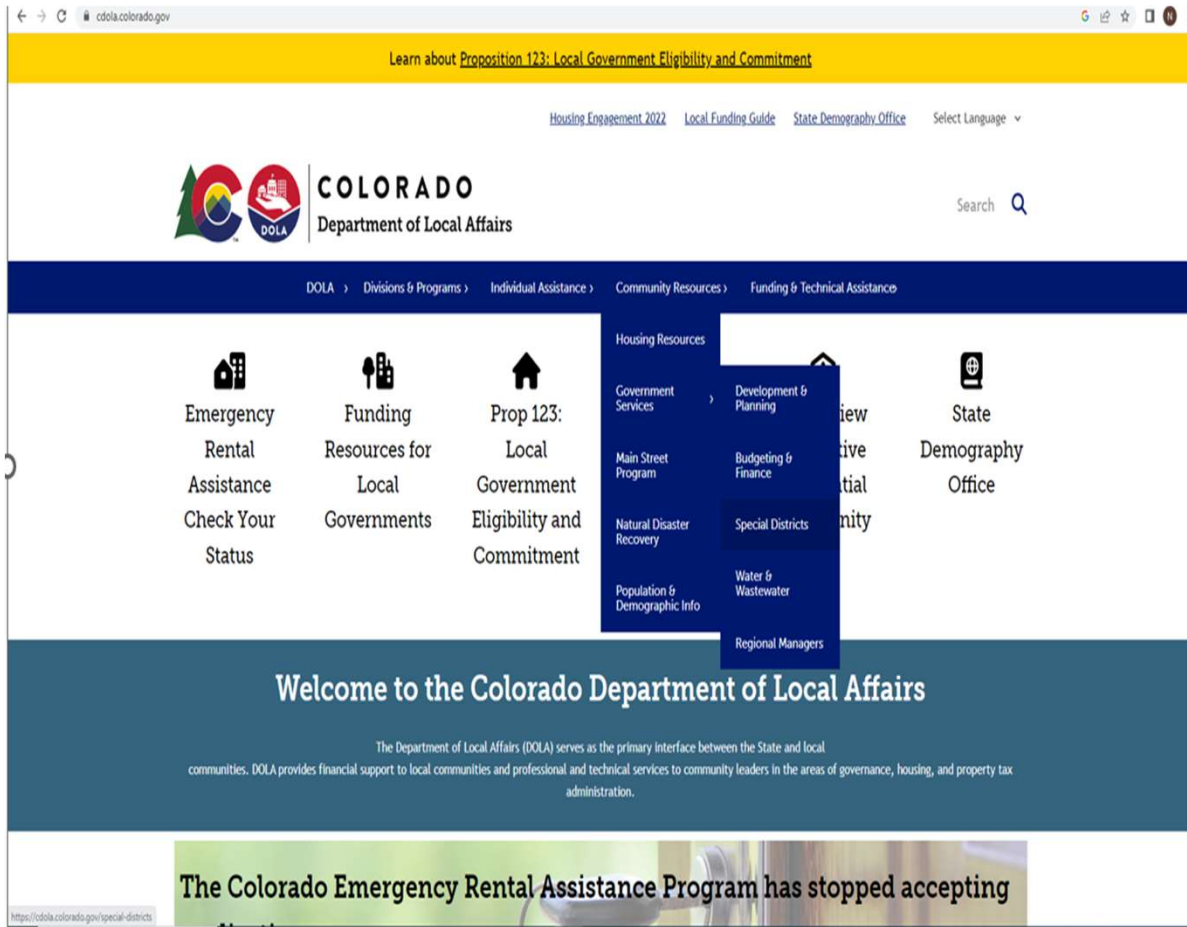 cdola.colorado.gov
G
N
Learn about Proposition 123: Local Government Eligibility and Commitment
Housing Engagement 2022 Local Funding Guide State Demography Office Select Language
C
TM
DOLA
COLORADO
Department of Local Affairs
Search
DOLA › Divisions & Programs › Individual Assistance › Community Resources › Funding & Technical Assistance
Emergency
Rental
Assistance
Check Your
Status
Funding
Resources for
Local
Governments
Prop 123:
Local
Government
Eligibility and
Commitment
Housing Resources
Government
Services ›
Main Street
Program
Natural Disaster
Recovery
Population &
Demographic Info
Development &
Planning
Budgeting &
Finance
Special Districts
Water &
Wastewater
Regional Managers
iew
ive
tial
nity
State
Demography
Office
Welcome to the Colorado Department of Local Affairs
The Department of Local Affairs (DOLA) serves as the primary interface between the State and local
communities. DOLA provides financial support to local communities and professional and technical services to community leaders in the areas of governance, housing, and property tax
administration.
The Colorado Emergency Rental Assistance Program has stopped accepting
https://cdola.colorado.gov/special-districts